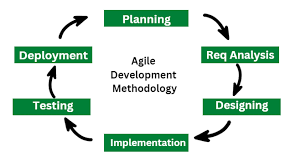 Planning
Req Analysis
Designing
Implementation
Testing
Deployment
Agile
Development
Methodology